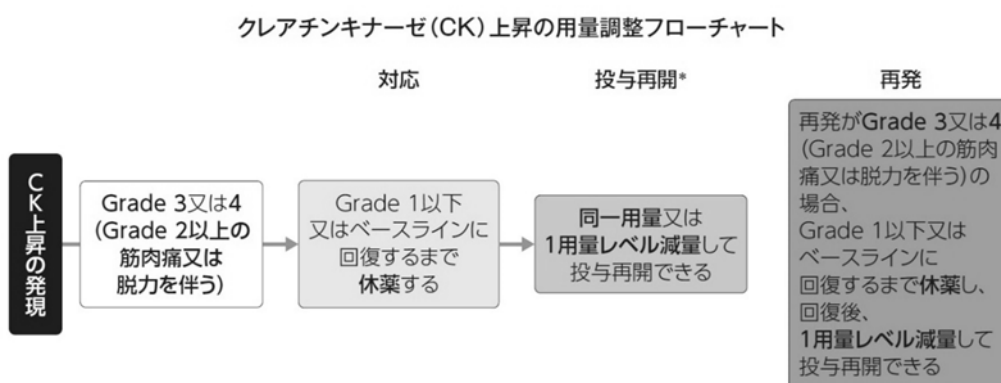 クレアチンキナーゼ(CK)上昇の用量調整フローチャート
対応
投与再開*
再発
CK上昇の発現
Grade 3又は4
(Grade 2以上の
筋肉痛又は
脱力を伴う)
Grade 1以下
又はベースラインに
回復するまで
休薬する
同一用量又は
1用量レベル減量して
投与再開できる
再発がGrade 3又は4
(Grade 2以上の筋肉
痛又は脱力を伴う)の
場合、
Grade 1以下又は
ベースラインに
回復するまで休薬し、
回復後、
1用量レベル減量して
投与再開できる